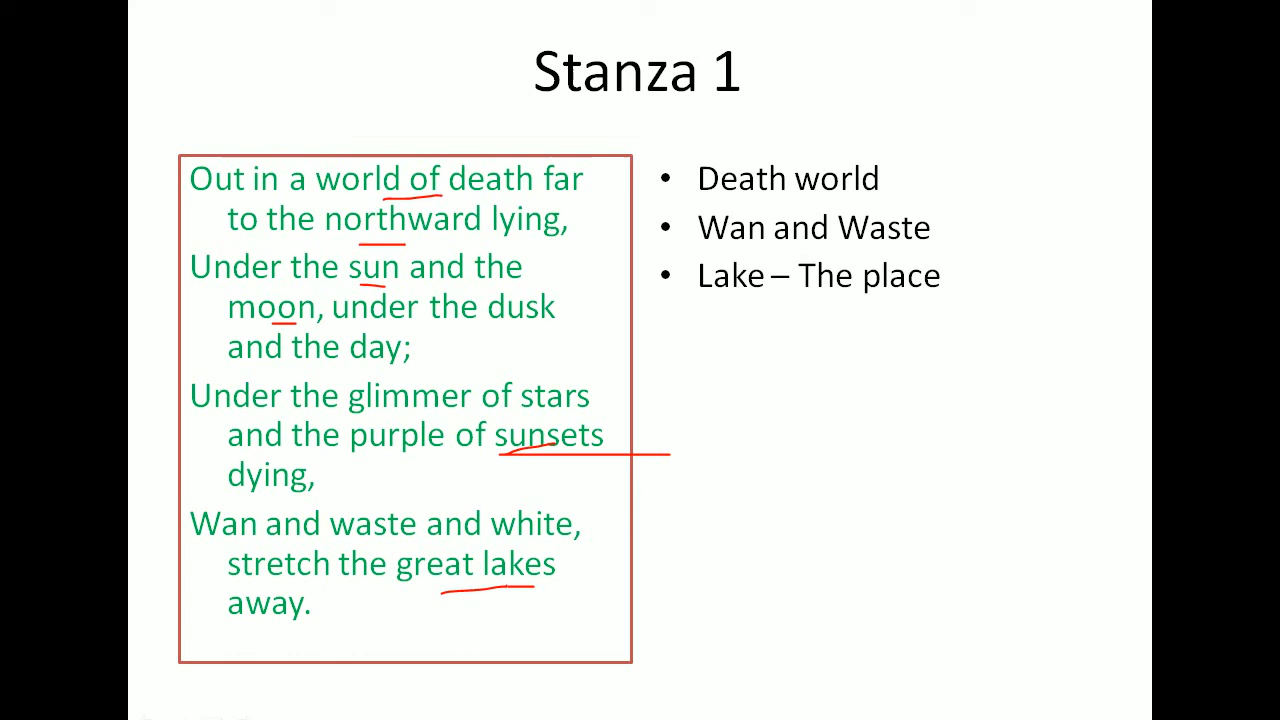 Stanza 1
Out in a world of death far
to the northward lying,
Under the sun and the
moon, under the dusk
and the day;
Under the glimmer of stars
and the purple of sunsets
dying,
Wan and waste and white,
stretch the great lakes
away.
• Death world
• Wan and Waste
• Lake – The place